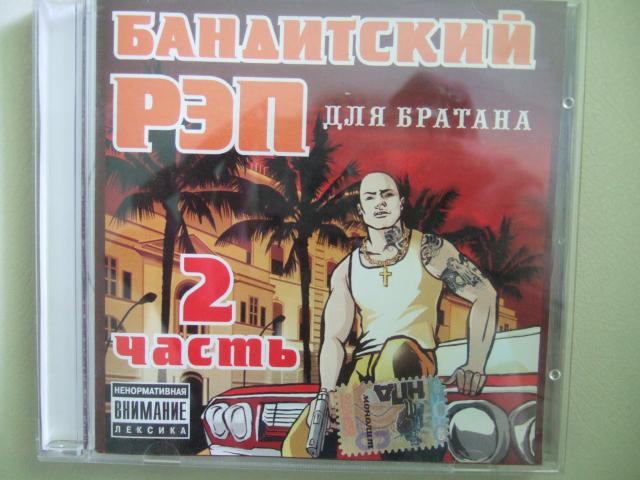 БАНДИТСКИЙ
РЭП
ДЛЯ БРАТАНА
2
часть
НЕНОРМАТИВНАЯ
ВНИМАНИЕ
ЛЕКСИКА